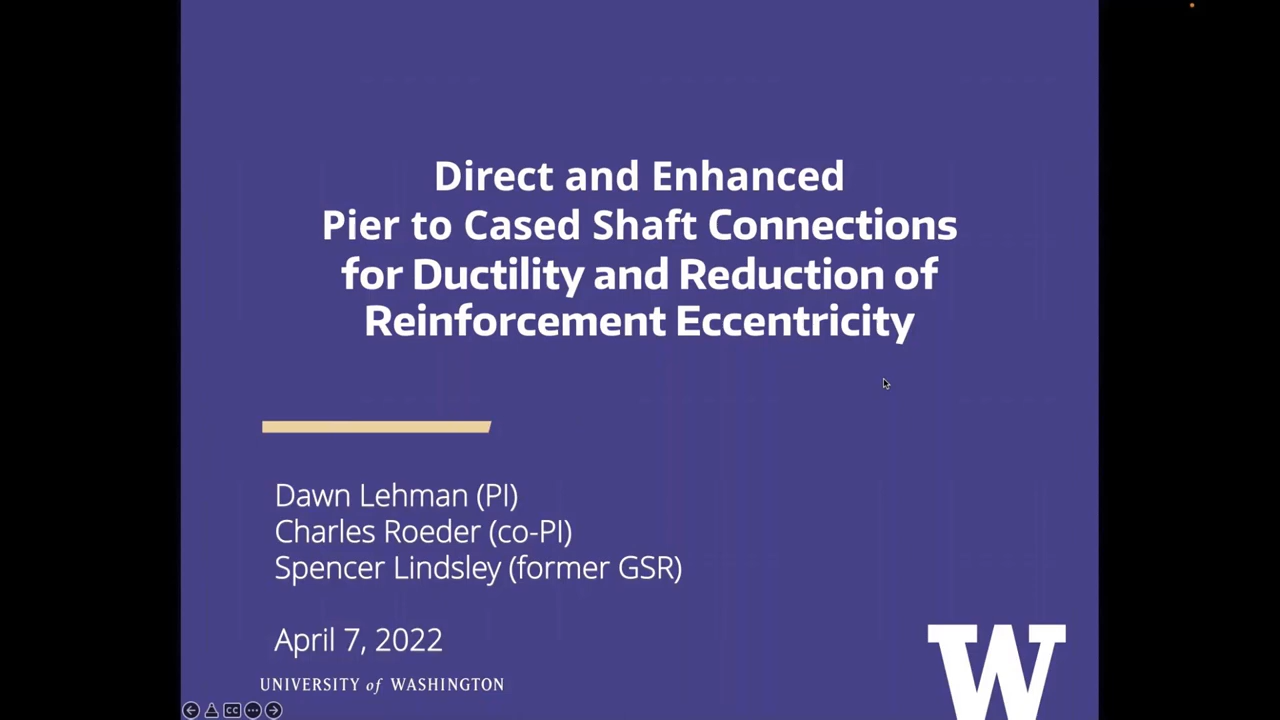 Direct and Enhanced
Pier to Cased Shaft Connections
for Ductility and Reduction of
Reinforcement Eccentricity
Dawn Lehman (PI)
Charles Roeder (co-PI)
Spencer Lindsley (former GSR)
April 7, 2022
UNIVERSITY of WASHINGTON
W
CC